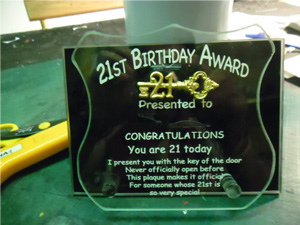 21ST BIRTHDAY AWARD
21
Presented to
CONGRATULATIONS
You are 21 today
I present you with the key of the door
Never officially open before
This plaque makes it official
For someone whose 21st is
so very special